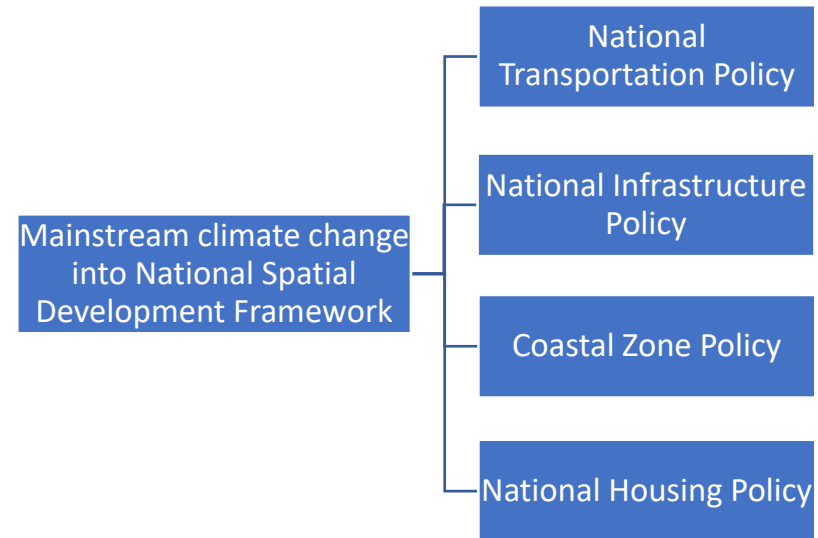 National
Transportation Policy
National Infrastructure
Policy
Mainstream climate change
into National Spatial
Development Framework
Coastal Zone Policy
National Housing Policy